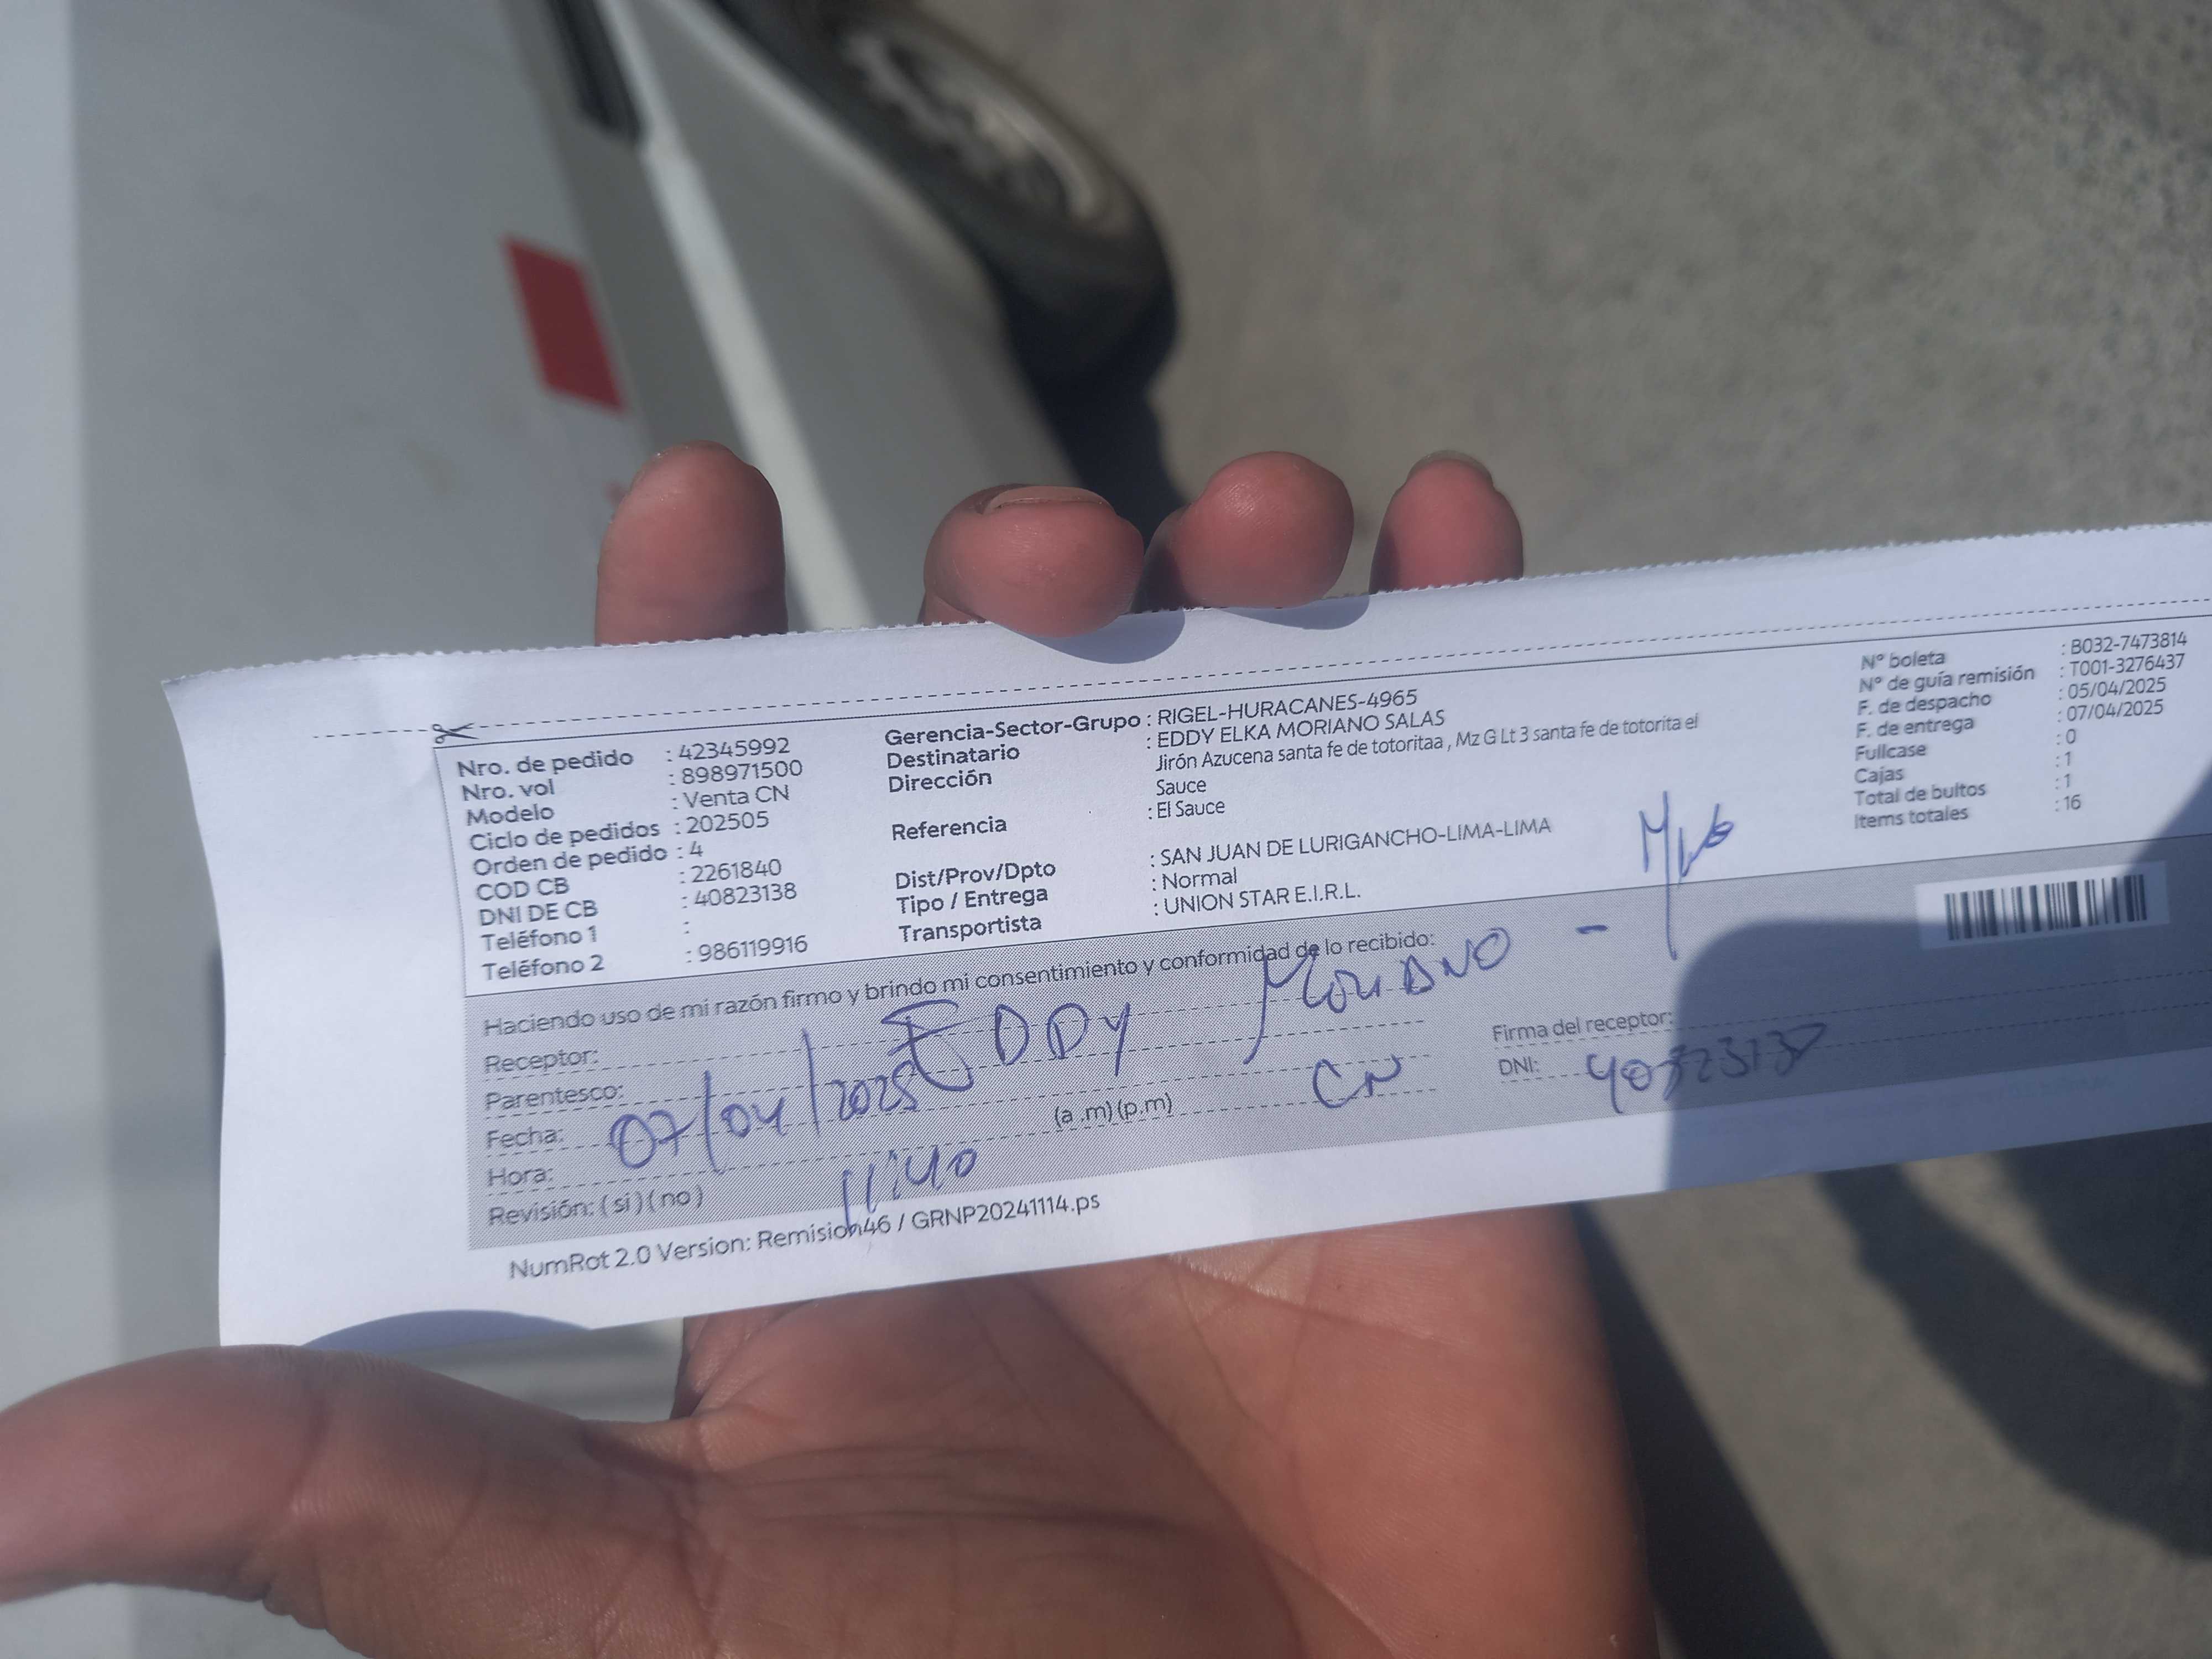 Nro. de pedido : 42345992
Nro. vol : 898971500
Modelo : Venta CN
Ciclo de pedidos : 202505
Orden de pedido : 4
COD CB : 2261840
DNI DE CB : 40823138
Teléfono 1 :
Teléfono 2 : 986119916
Gerencia-Sector-Grupo : RIGEL-HURACANES-4965
Destinatario : EDDY ELKA MORIANO SALAS
Dirección Jirón Azucena santa fe de totoritaa , Mz G Lt 3 santa fe de totorita el
Sauce
Referencia : El Sauce
Dist/Prov/Dpto : SAN JUAN DE LURIGANCHO-LIMA-LIMA
Tipo / Entrega : Normal
Transportista : UNION STAR E.I.R.L.
N° boleta : B032-7473814
N° de guía remisión : T001-3276437
F. de despacho : 05/04/2025
F. de entrega : 07/04/2025
Fullcase : 0
Cajas : 1
Total de bultos : 1
Items totales : 16
Haciendo uso de mi razón firmo y brindo mi consentimiento y conformidad de lo recibido:
Receptor: EDDY MORIANO -
Parentesco: CN
Fecha: 07/04/2025
Hora: 11:40 (a .m) (p.m)
Revisión: ( si ) ( no )
Firma del receptor:
DNI: 40823138
NumRot 2.0 Version: Remision46 / GRNP20241114.ps